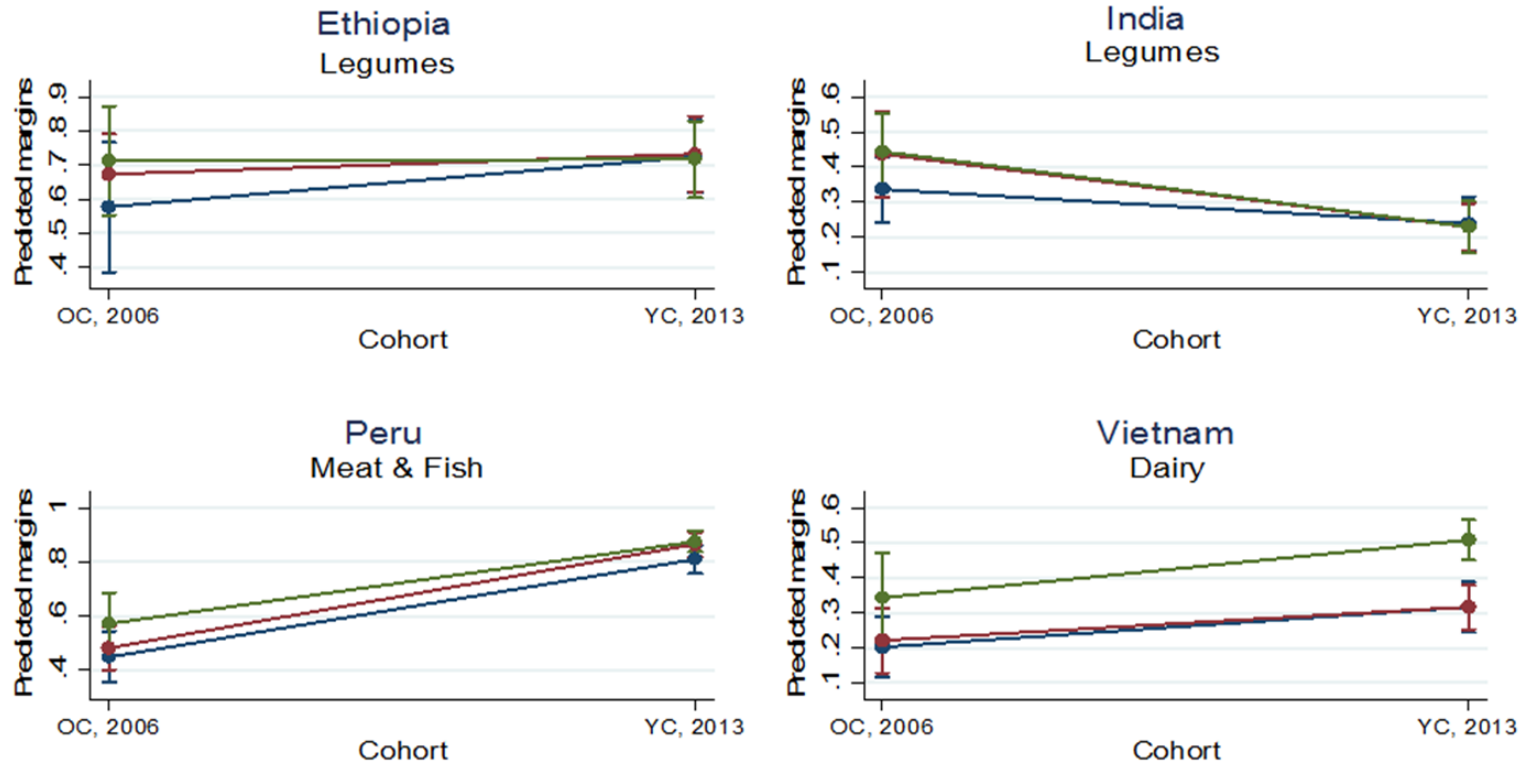 Ethiopia
Legumes
Predicted margins
.9
.8
.7
.6
.5
.4
OC, 2006
YC, 2013
Cohort
India
Legumes
Predicted margins
.6
.5
.4
.3
.2
.1
OC, 2006
YC, 2013
Cohort
Peru
Meat & Fish
Predicted margins
1
.8
.6
.4
OC, 2006
YC, 2013
Cohort
Vietnam
Dairy
Predicted margins
.6
.5
.4
.3
.2
.1
OC, 2006
YC, 2013
Cohort